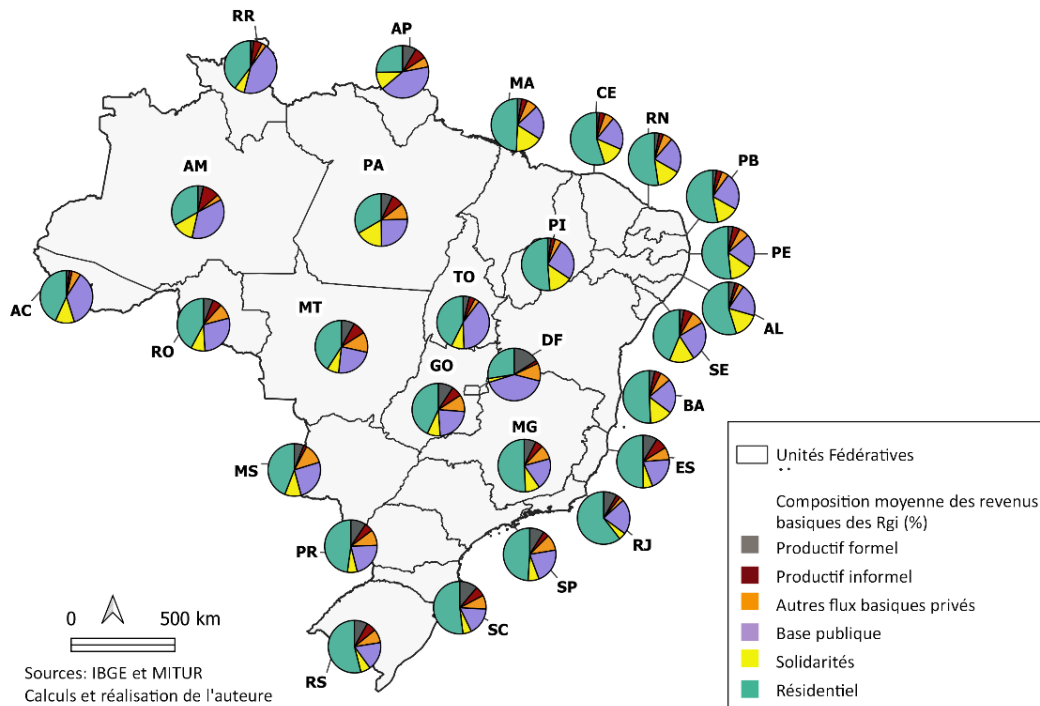 RR
AP
MA
CE
RN
PB
AM
PA
PI
PE
TO
AC
MT
AL
RO
DF
SE
GO
BA
MG
MS
ES
PR
RJ
SP
SC
RS
0 500 km
Sources: IBGE et MITUR
Calculs et réalisation de l'auteure
Unités Fédératives
Composition moyenne des revenus
basiques des Rgi (%)
Productif formel
Productif informel
Autres flux basiques privés
Base publique
Solidarités
Résidentiel